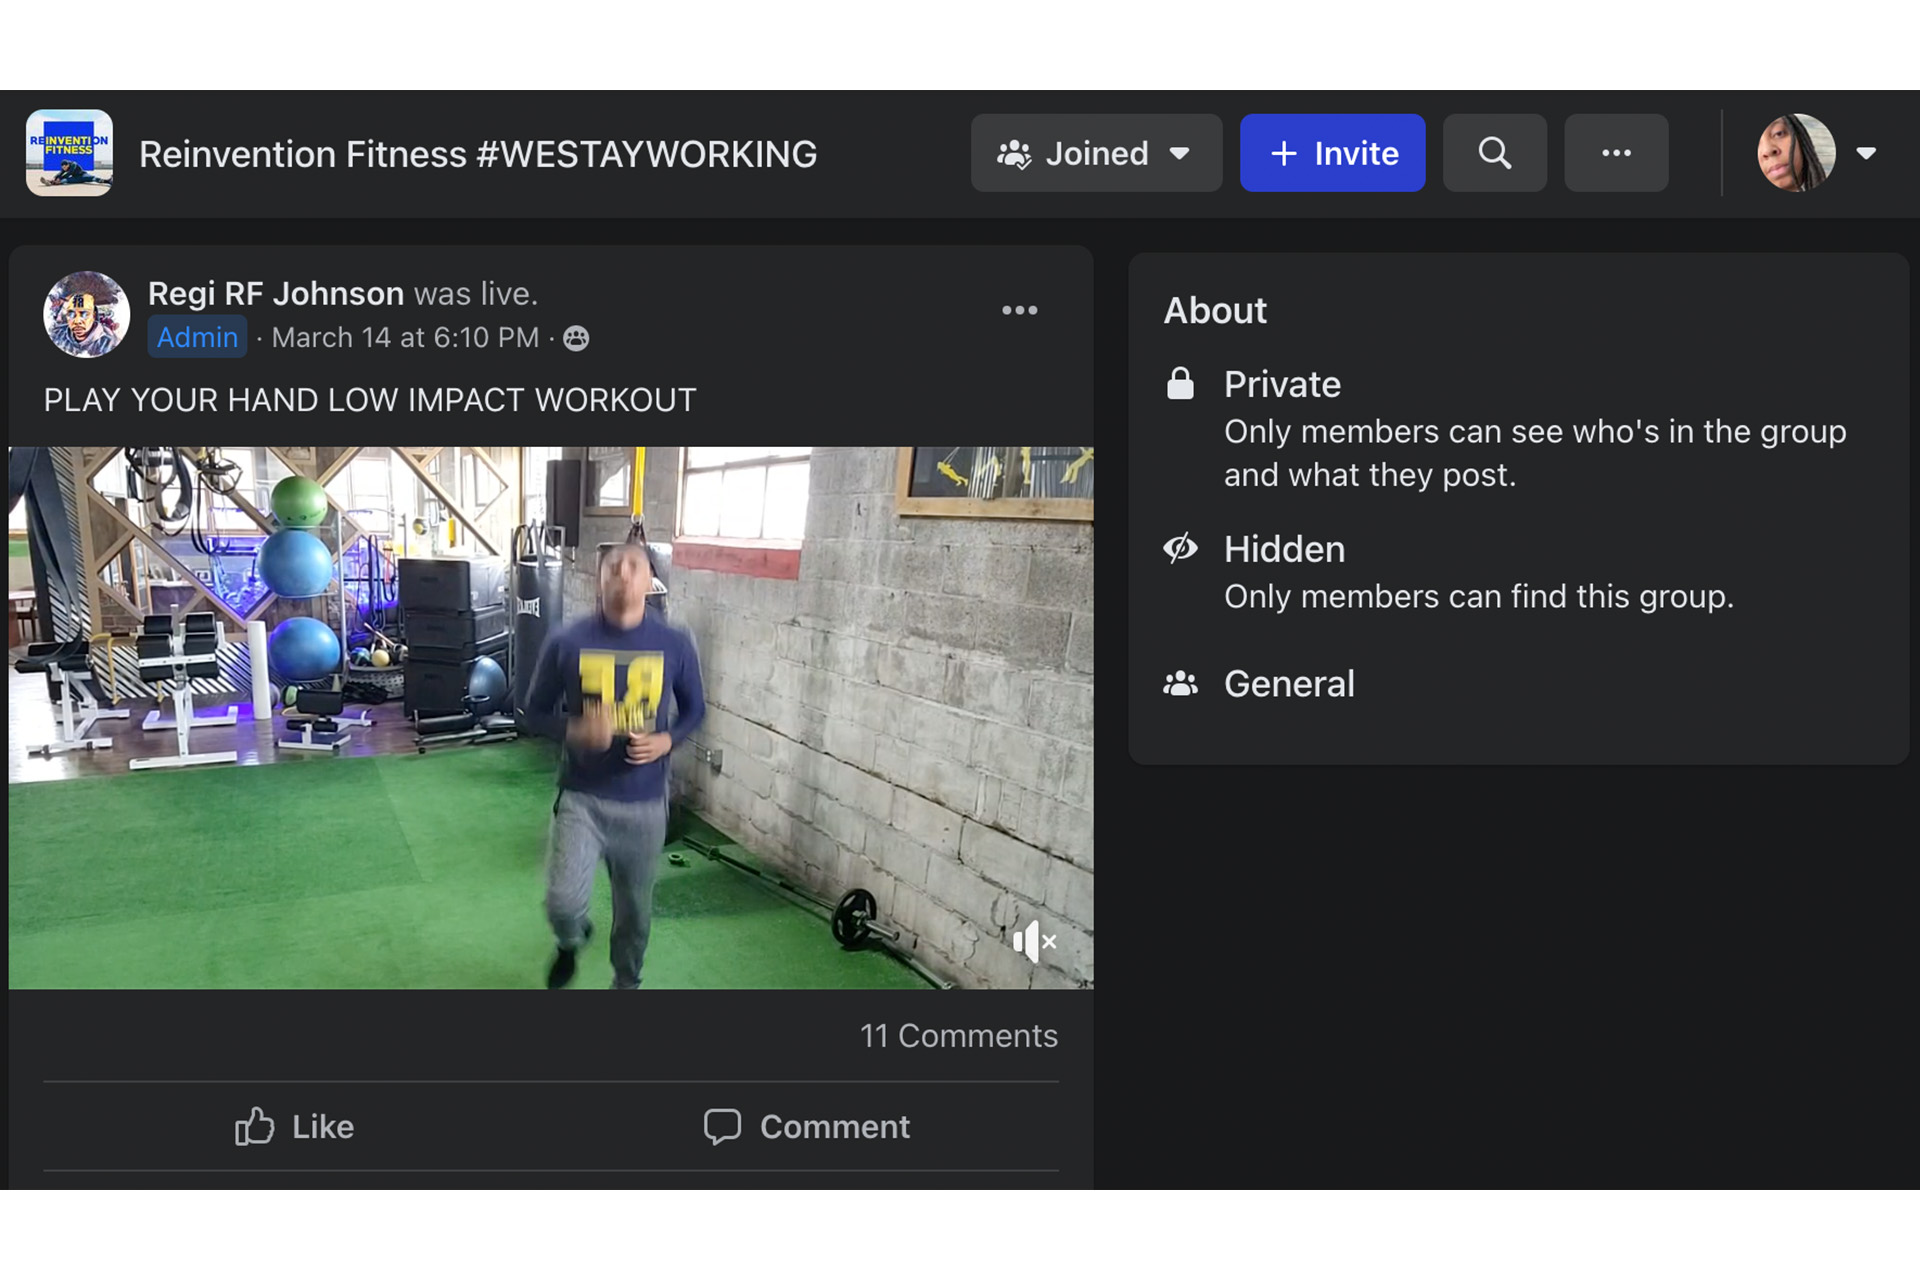 REINVENTION
FITNESS
Reinvention Fitness #WESTAYWORKING
Joined
+ Invite
Regi RF Johnson was live.
Admin · March 14 at 6:10 PM ·
PLAY YOUR HAND LOW IMPACT WORKOUT
11 Comments
Like
Comment
About
Private
Only members can see who's in the group
and what they post.
Hidden
Only members can find this group.
General